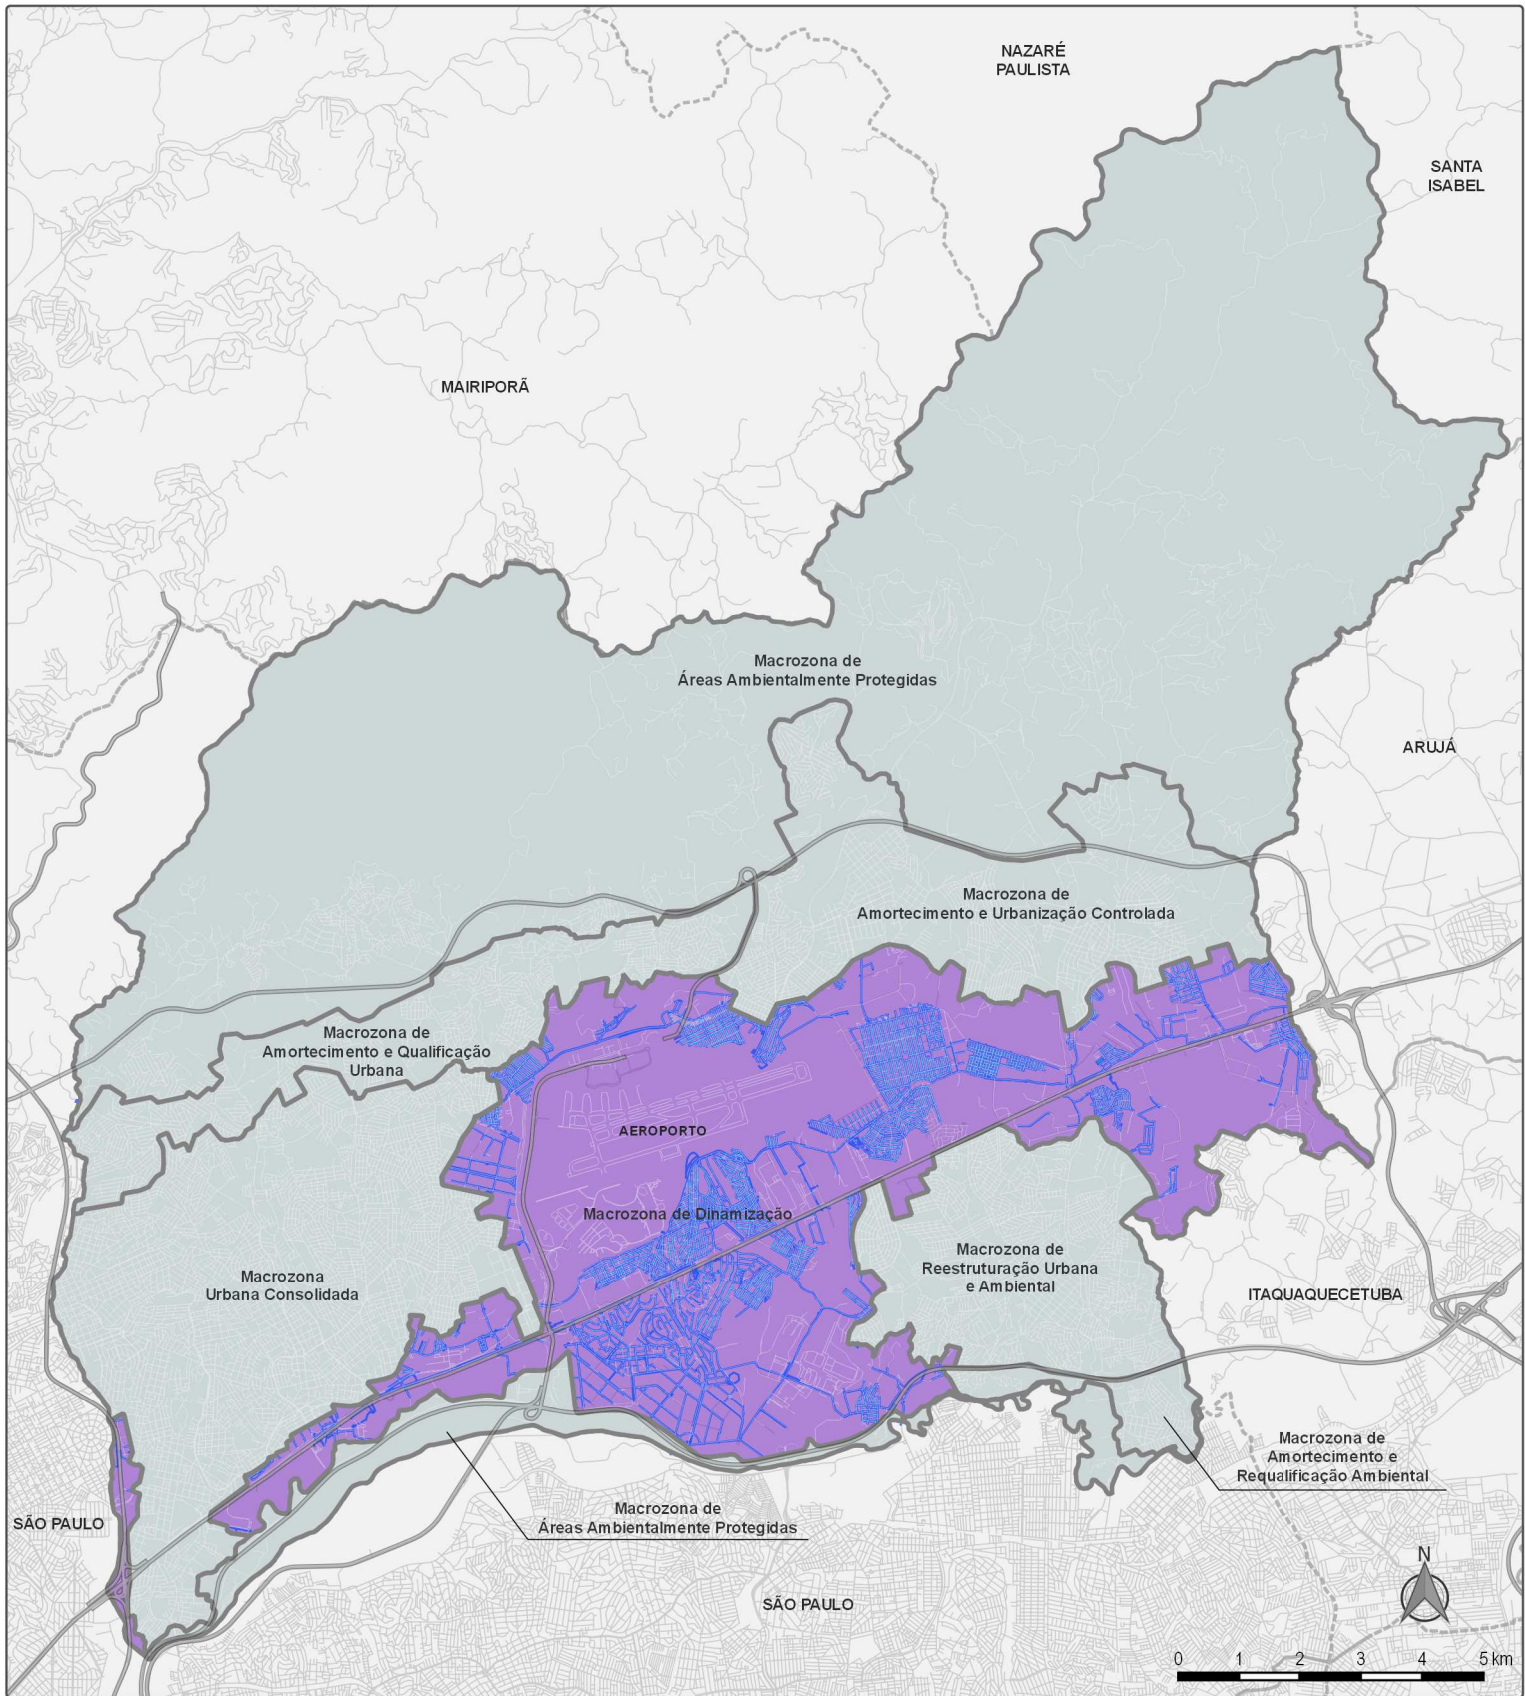 NAZARÉ
PAULISTA
SANTA
ISABEL
MAIRIPORÃ
Macrozona de
Áreas Ambientalmente Protegidas
ARUJÁ
Macrozona de
Amortecimento e Urbanização Controlada
Macrozona de
Amortecimento e Qualificação
Urbana
AEROPORTO
Macrozona de Dinamização
Macrozona de
Reestruturação Urbana
e Ambiental
Macrozona
Urbana Consolidada
ITAQUAQUECETUBA
Macrozona de
Amortecimento e
Requalificação Ambiental
Macrozona de
Áreas Ambientalmente Protegidas
SÃO PAULO
SÃO PAULO
N
0 1 2 3 4 5 km